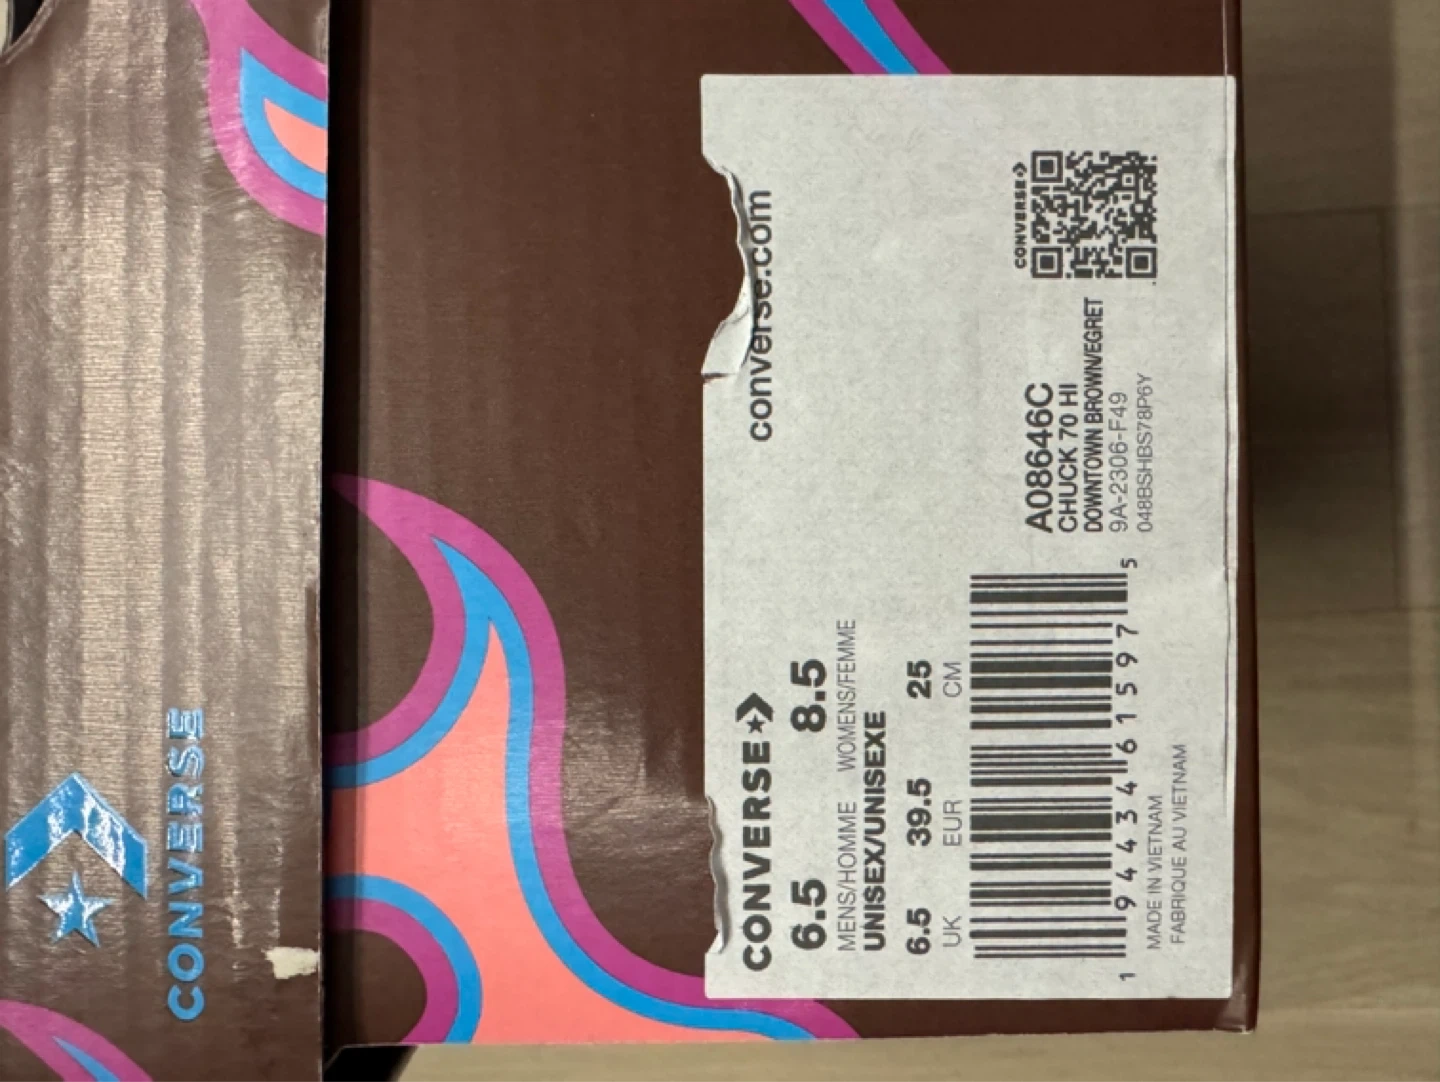 CONVERSE
converse.com
CONVERSE
6.5 8.5
MENS/HOMME WOMENS/FEMME
UNISEX/UNISEXE
6.5 39.5 25
UK EUR CM
1 94434 61597 5
MADE IN VIETNAM
FABRIQUE AU VIETNAM
CONVERSE
A08646C
CHUCK 70 HI
DOWNTOWN BROWN/EGRET
9A-2306-F49
048BSHBS78P6Y